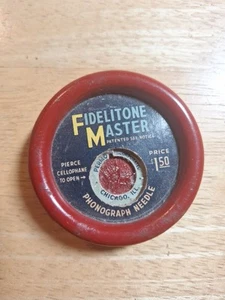 FIDELITONE
MASTER
PATENTED SEE NOTICE
PIERCE
CELLOPHANE
TO OPEN
PRICE
$1.50
CHICAGO, ILL.
PHONOGRAPH NEEDLE